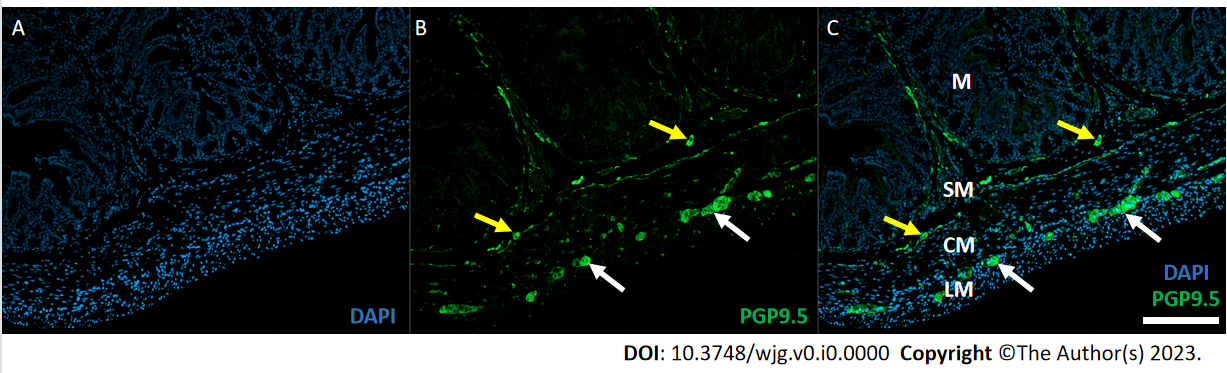 A
B
C
M
SM
CM
LM
DAPI
PGP9.5
DAPI
PGP9.5
DOI: 10.3748/wjg.v0.i0.0000 Copyright ©The Author(s) 2023.